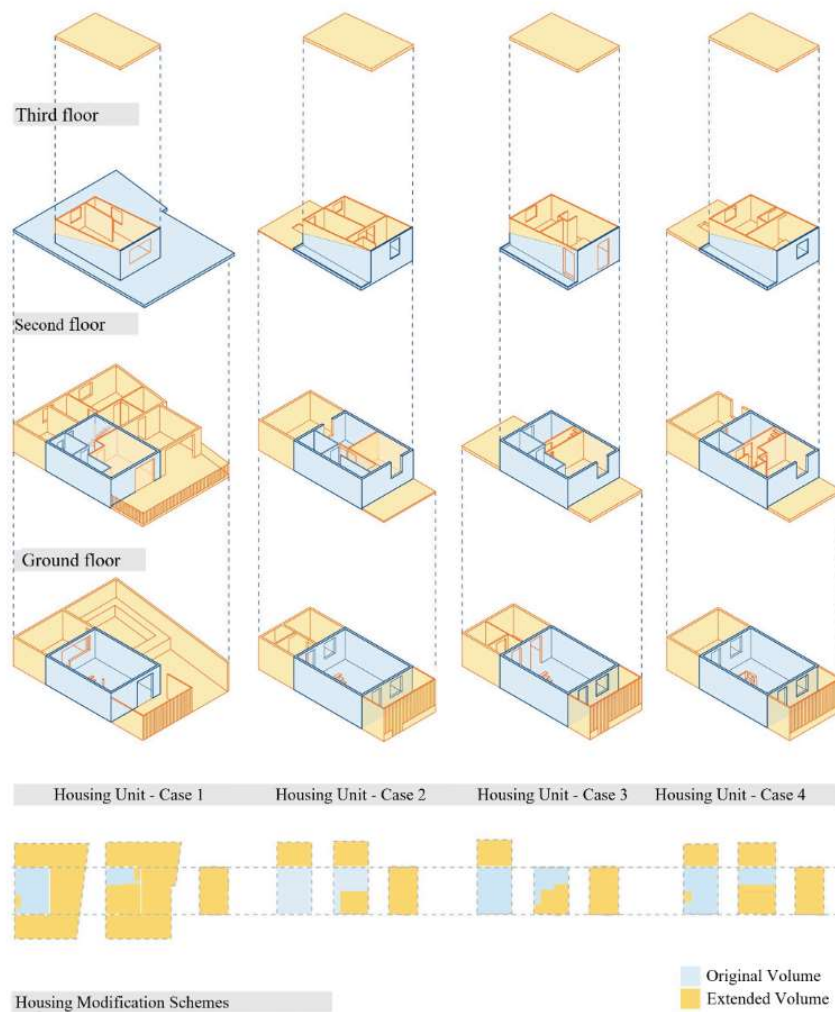 Third floor
Second floor
Ground floor
Housing Unit - Case 1
Housing Unit - Case 2
Housing Unit - Case 3
Housing Unit - Case 4
Original Volume
Extended Volume
Housing Modification Schemes